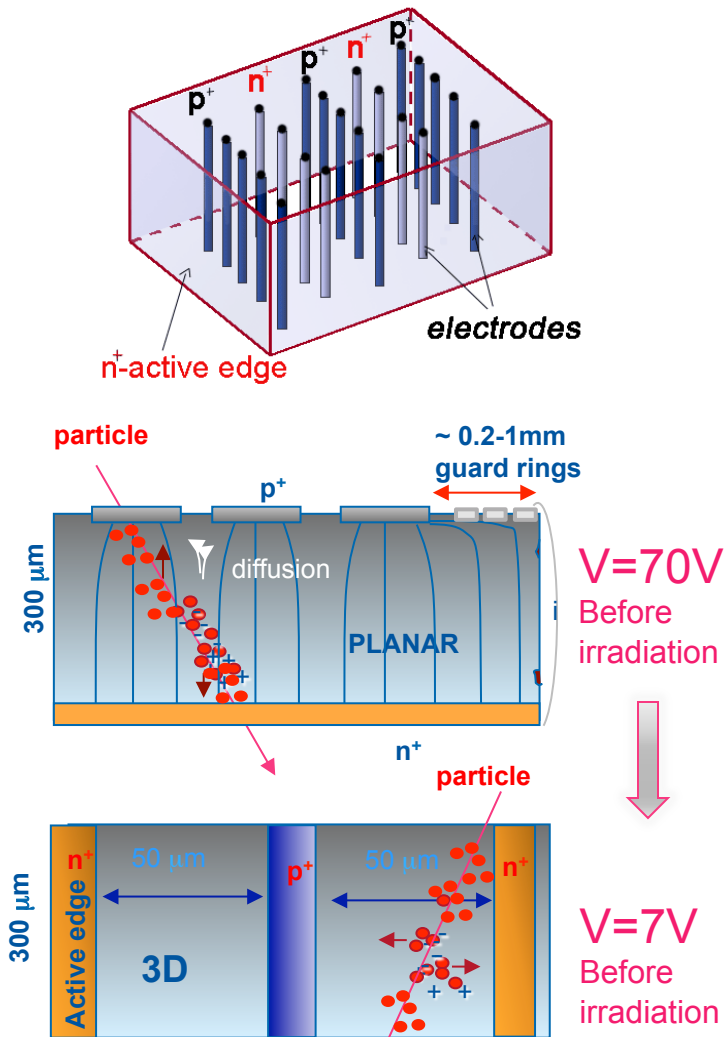 p+ n+ p+ n+ p+
electrodes
n+-active edge
particle
~ 0.2-1mm
guard rings
p+
300 μm
diffusion
PLANAR
i
V=70V
Before
irradiation
n+
particle
300 μm
Active edge
n+
50 μm
p+
50 μm
n+
3D
V=7V
Before
irradiation